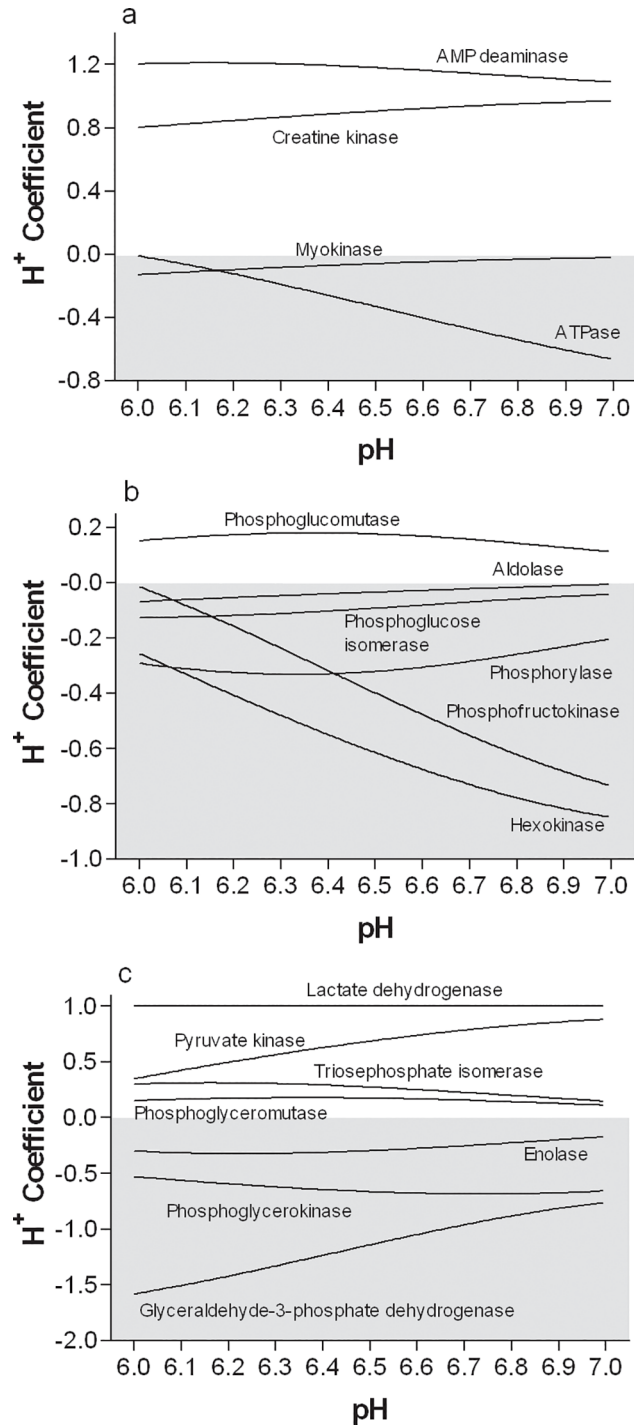 a
1.2
0.8
0.4
0.0
-0.4
-0.8
H+ Coefficient
AMP deaminase
Creatine kinase
Myokinase
ATPase
6.0 6.1 6.2 6.3 6.4 6.5 6.6 6.7 6.8 6.9 7.0
pH
b
0.2
-0.0
-0.2
-0.4
-0.6
-0.8
-1.0
H+ Coefficient
Phosphoglucomutase
Aldolase
Phosphoglucose
isomerase
Phosphorylase
Phosphofructokinase
Hexokinase
6.0 6.1 6.2 6.3 6.4 6.5 6.6 6.7 6.8 6.9 7.0
pH
c
1.0
0.5
0.0
-0.5
-1.0
-1.5
-2.0
H+ Coefficient
Lactate dehydrogenase
Pyruvate kinase
Triosephosphate isomerase
Phosphoglyceromutase
Enolase
Phosphoglycerokinase
Glyceraldehyde-3-phosphate dehydrogenase
6.0 6.1 6.2 6.3 6.4 6.5 6.6 6.7 6.8 6.9 7.0
pH